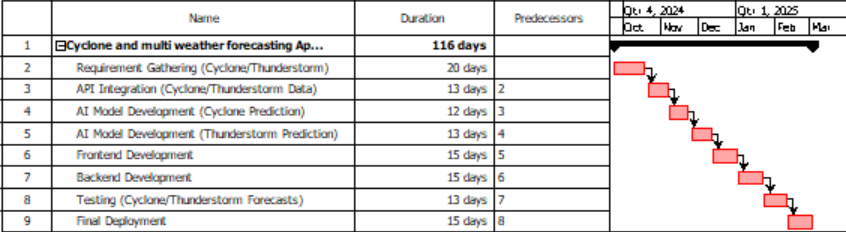 Name Duration Predecessors Qtr 4, 2024 Qtr 1, 2025
Oct Nov Dec Jan Feb Mar
1 Cyclone and multi weather forecasting Ap... 116 days
2 Requirement Gathering (Cyclone/Thunderstorm) 20 days
3 API Integration (Cyclone/Thunderstorm Data) 13 days 2
4 AI Model Development (Cyclone Prediction) 12 days 3
5 AI Model Development (Thunderstorm Prediction) 13 days 4
6 Frontend Development 15 days 5
7 Backend Development 15 days 6
8 Testing (Cyclone/Thunderstorm Forecasts) 13 days 7
9 Final Deployment 15 days 8